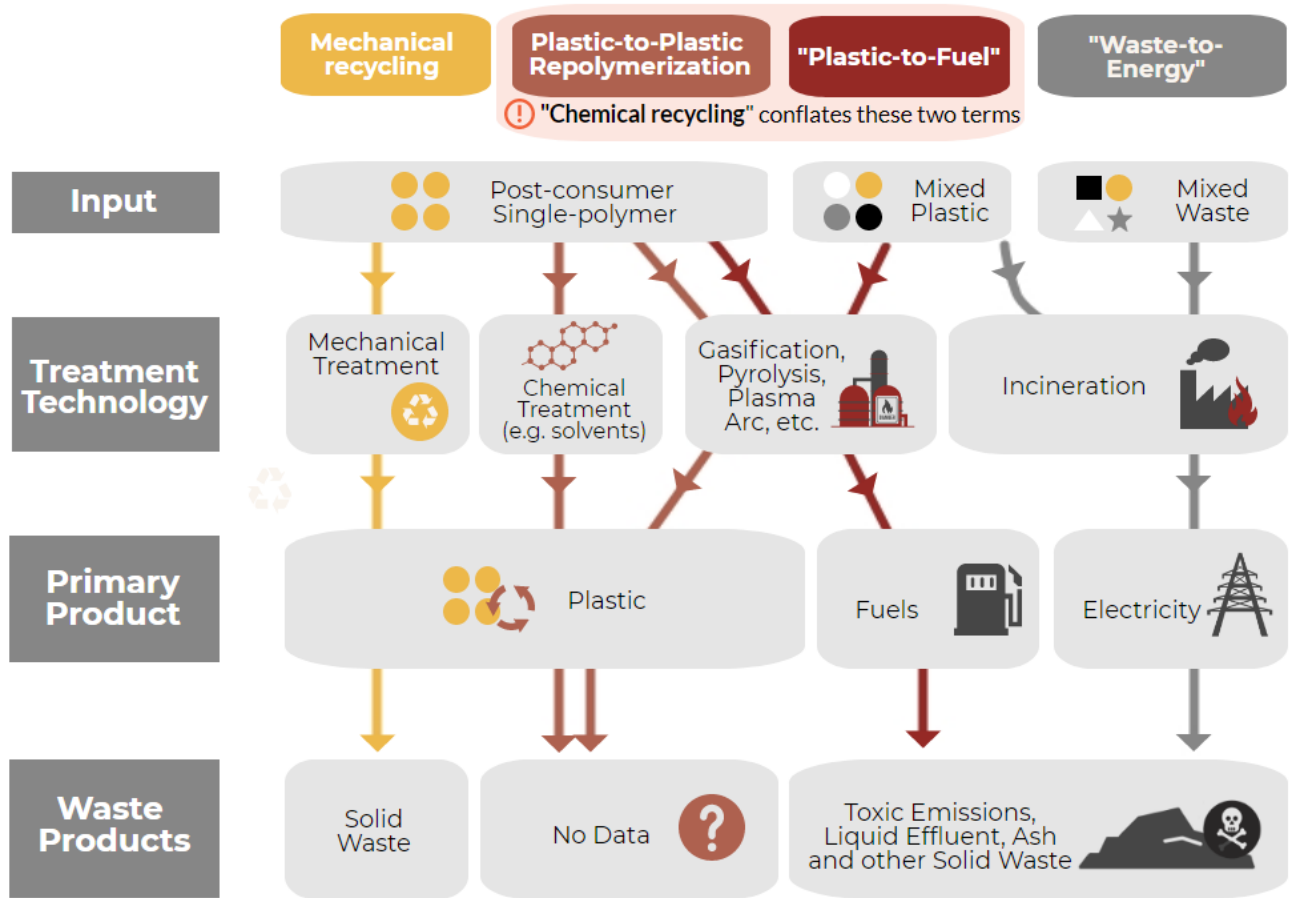 Mechanical
recycling
Plastic-to-Plastic
Repolymerization
"Plastic-to-Fuel"
"Waste-to-
Energy"
"Chemical recycling" conflates these two terms
Input
Post-consumer
Single-polymer
Mixed
Plastic
Mixed
Waste
Treatment
Technology
Mechanical
Treatment
Chemical
Treatment
(e.g. solvents)
Gasification,
Pyrolysis,
Plasma
Arc, etc.
Incineration
Primary
Product
Plastic
Fuels
Electricity
Waste
Products
Solid
Waste
No Data
?
Toxic Emissions,
Liquid Effluent, Ash
and other Solid Waste